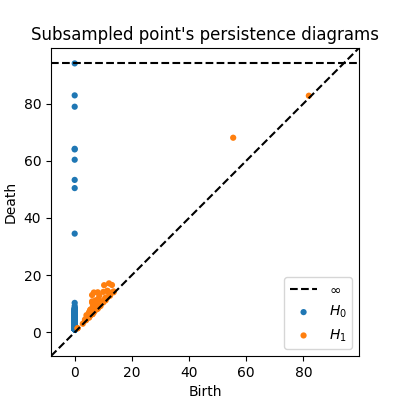 Subsampled point's persistence diagrams
Death
80
60
40
20
0
0 20 40 60 80
Birth
∞
H₀
H₁